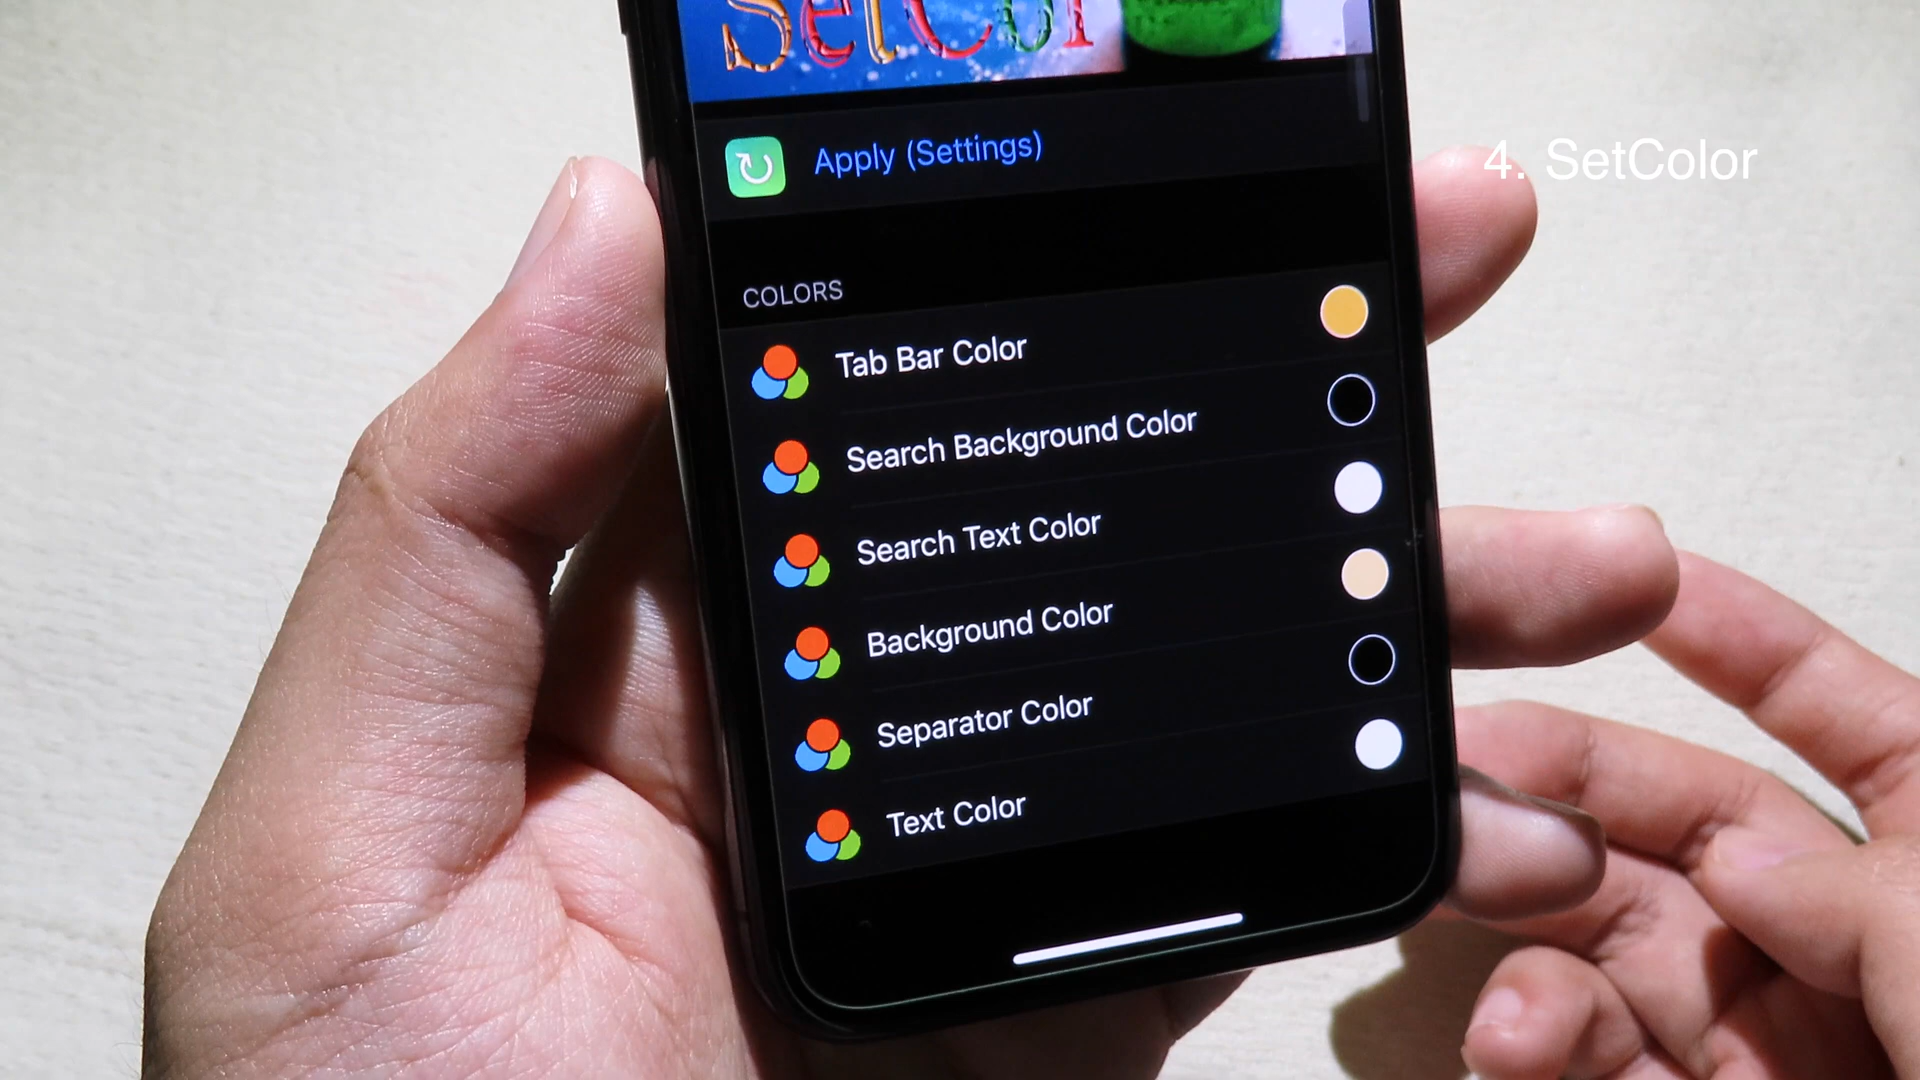 SetCol
4. SetColor
Apply (Settings)
COLORS
Tab Bar Color
Search Background Color
Search Text Color
Background Color
Separator Color
Text Color